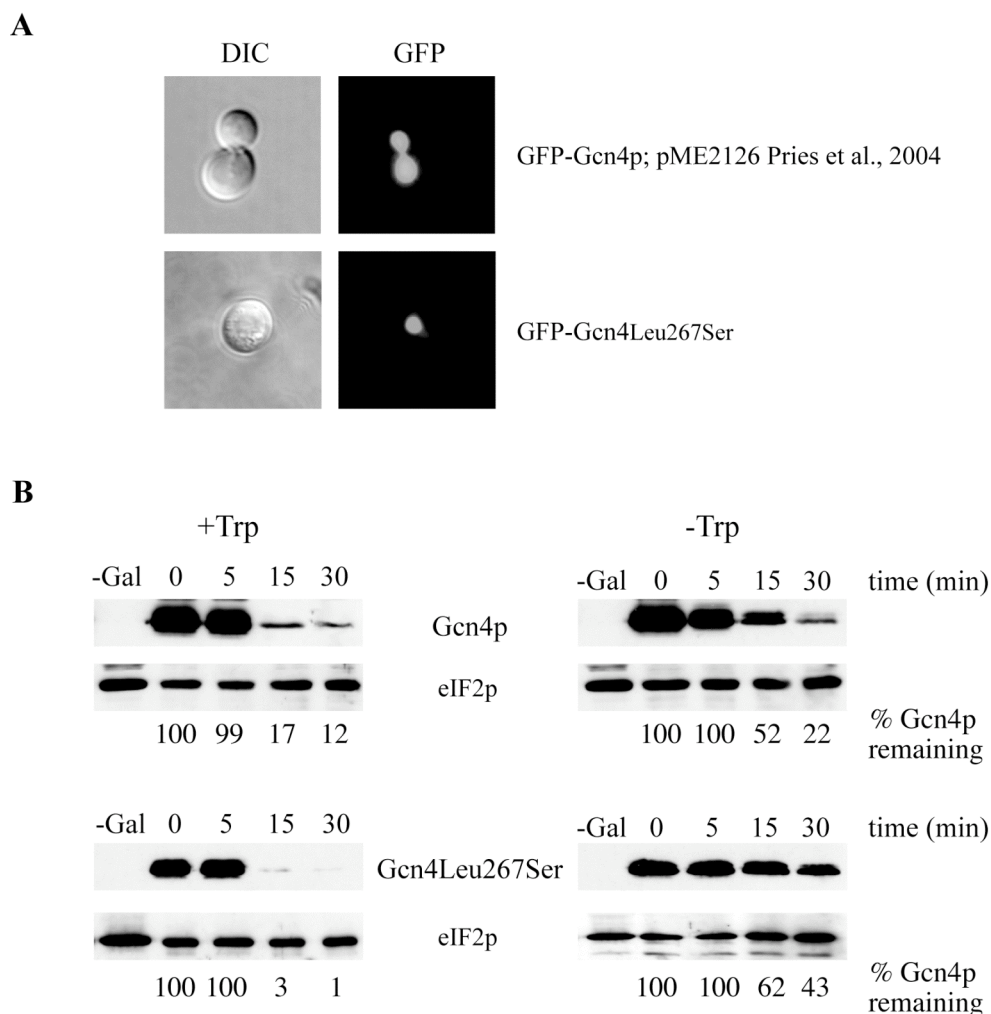 A
DIC GFP
GFP-Gcn4p; pME2126 Pries et al., 2004
GFP-Gcn4Leu267Ser
B
+Trp -Trp
-Gal 0 5 15 30 -Gal 0 5 15 30 time (min)
Gcn4p
eIF2p
100 99 17 12 100 100 52 22 % Gcn4p
remaining
-Gal 0 5 15 30 -Gal 0 5 15 30 time (min)
Gcn4Leu267Ser
eIF2p
100 100 3 1 100 100 62 43 % Gcn4p
remaining